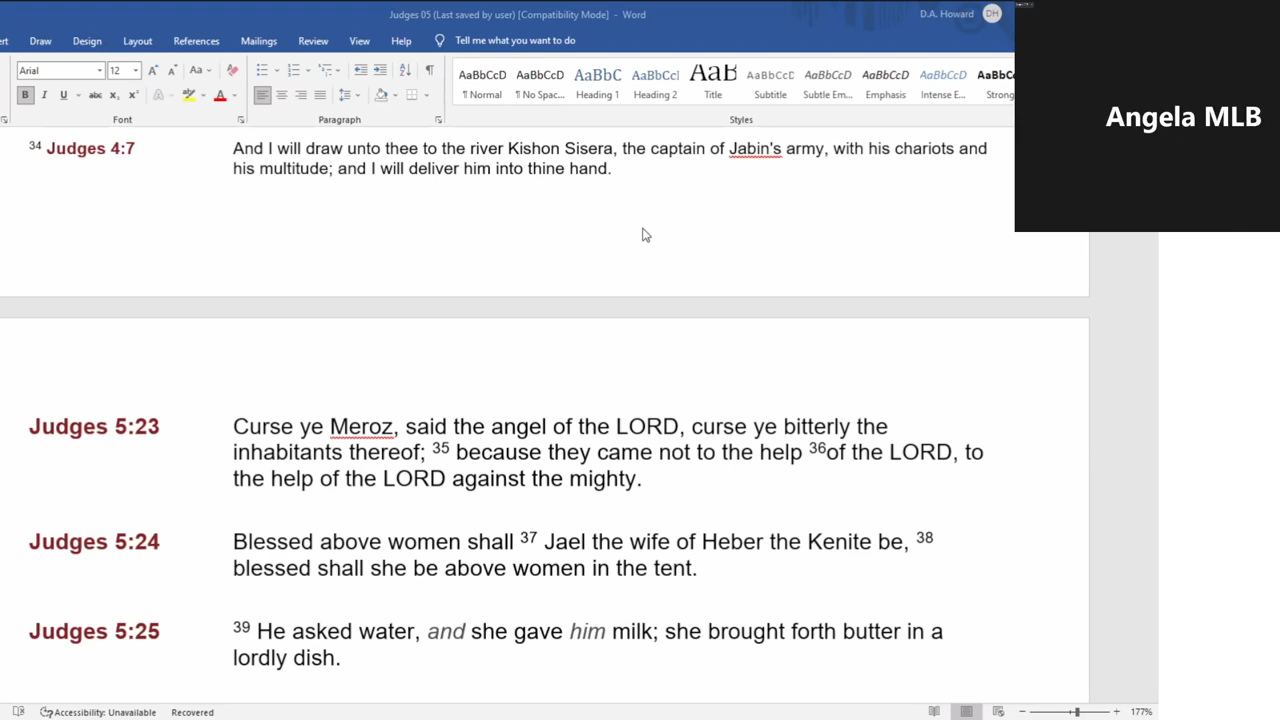 Judges 05 (Last saved by user) [Compatibility Mode] - Word
D.A. Howard DH
rt Draw Design Layout References Mailings Review View Help Tell me what you want to do
Arial 12 Aa
B I U abc x₂ x² A A
AaBbCcD AaBbCcD AaBbC AaBbCcl AaB AaBbCcD AaBbCcD AaBbCcD AaBbCcD AaBbCc
¶ Normal ¶ No Spac... Heading 1 Heading 2 Title Subtitle Subtle Em... Emphasis Intense E... Strong
Font Paragraph Styles
Angela MLB
34 Judges 4:7 And I will draw unto thee to the river Kishon Sisera, the captain of Jabin's army, with his chariots and
his multitude; and I will deliver him into thine hand.
Judges 5:23 Curse ye Meroz, said the angel of the LORD, curse ye bitterly the
inhabitants thereof; 35 because they came not to the help 36of the LORD, to
the help of the LORD against the mighty.
Judges 5:24 Blessed above women shall 37 Jael the wife of Heber the Kenite be, 38
blessed shall she be above women in the tent.
Judges 5:25 39 He asked water, and she gave him milk; she brought forth butter in a
lordly dish.
Accessibility: Unavailable Recovered 177%